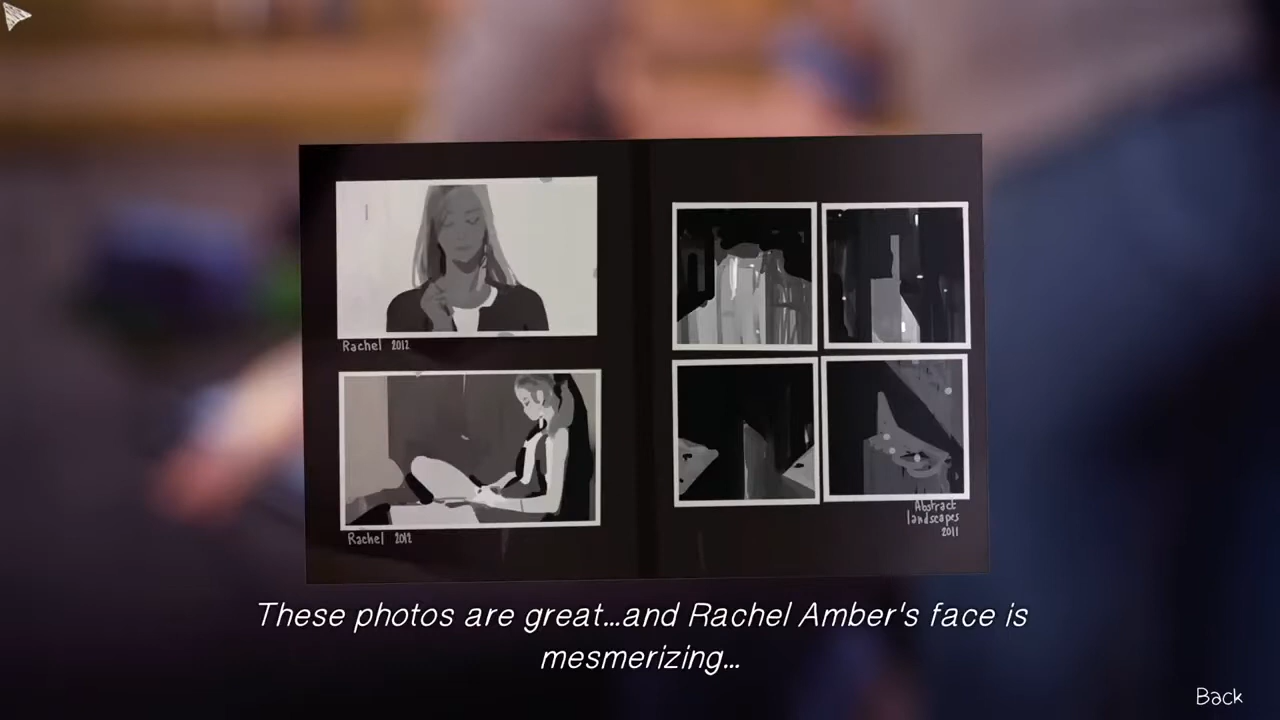 Rachel 2012
Rachel 2012
Abstract
landscapes
2011
These photos are great...and Rachel Amber's face is
mesmerizing...
Back